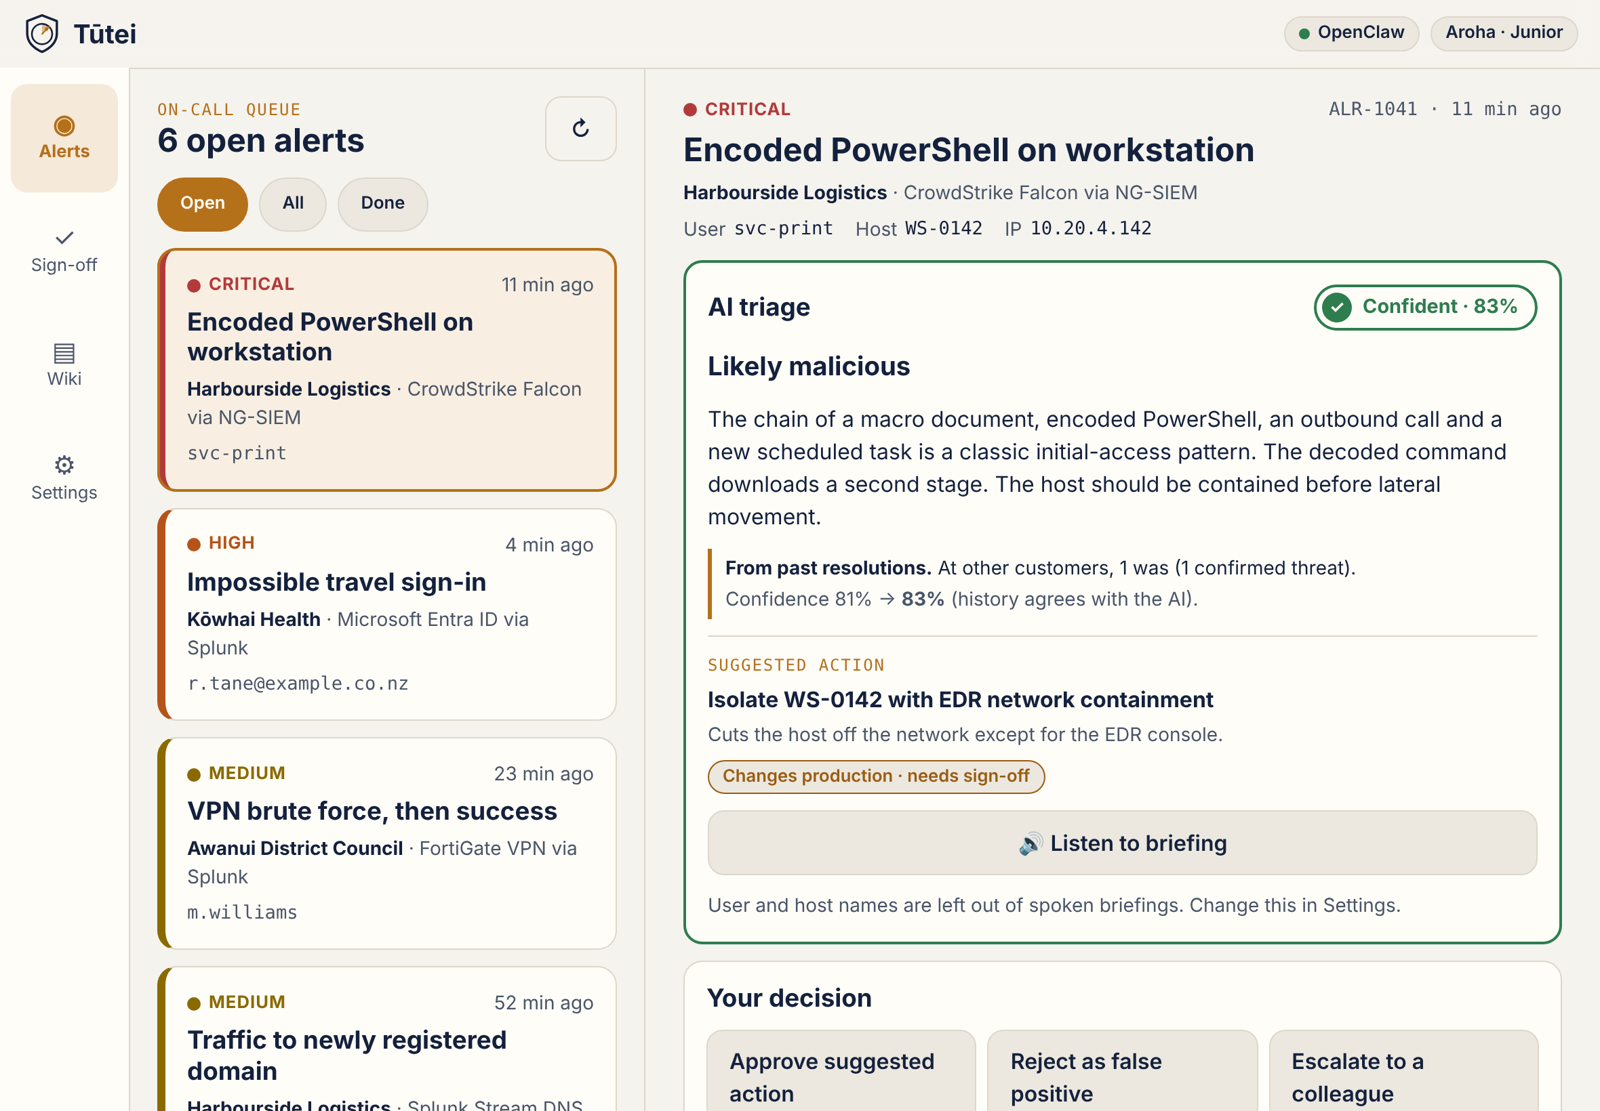 Tūtei
OpenClaw
Aroha · Junior
Alerts
Sign-off
Wiki
Settings
ON-CALL QUEUE
6 open alerts
Open
All
Done
CRITICAL
11 min ago
Encoded PowerShell on
workstation
Harbourside Logistics · CrowdStrike Falcon
via NG-SIEM
svc-print
HIGH
4 min ago
Impossible travel sign-in
Kōwhai Health · Microsoft Entra ID via
Splunk
r.tane@example.co.nz
MEDIUM
23 min ago
VPN brute force, then success
Awanui District Council · FortiGate VPN via
Splunk
m.williams
MEDIUM
52 min ago
Traffic to newly registered
domain
Harbourside Logistics · Splunk Stream DNS
CRITICAL
ALR-1041 · 11 min ago
Encoded PowerShell on workstation
Harbourside Logistics · CrowdStrike Falcon via NG-SIEM
User svc-print Host WS-0142 IP 10.20.4.142
AI triage
Confident · 83%
Likely malicious
The chain of a macro document, encoded PowerShell, an outbound call and a
new scheduled task is a classic initial-access pattern. The decoded command
downloads a second stage. The host should be contained before lateral
movement.
From past resolutions. At other customers, 1 was (1 confirmed threat).
Confidence 81% → 83% (history agrees with the AI).
SUGGESTED ACTION
Isolate WS-0142 with EDR network containment
Cuts the host off the network except for the EDR console.
Changes production · needs sign-off
🔊 Listen to briefing
User and host names are left out of spoken briefings. Change this in Settings.
Your decision
Approve suggested
action
Reject as false
positive
Escalate to a
colleague